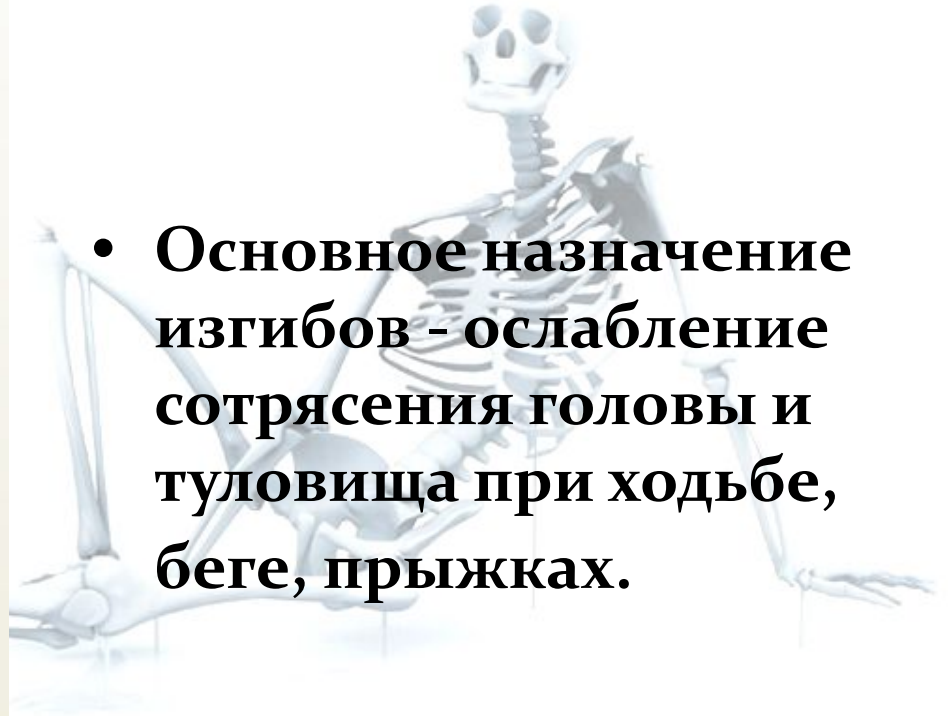 • Основное назначение
изгибов - ослабление
сотрясения головы и
туловища при ходьбе,
беге, прыжках.